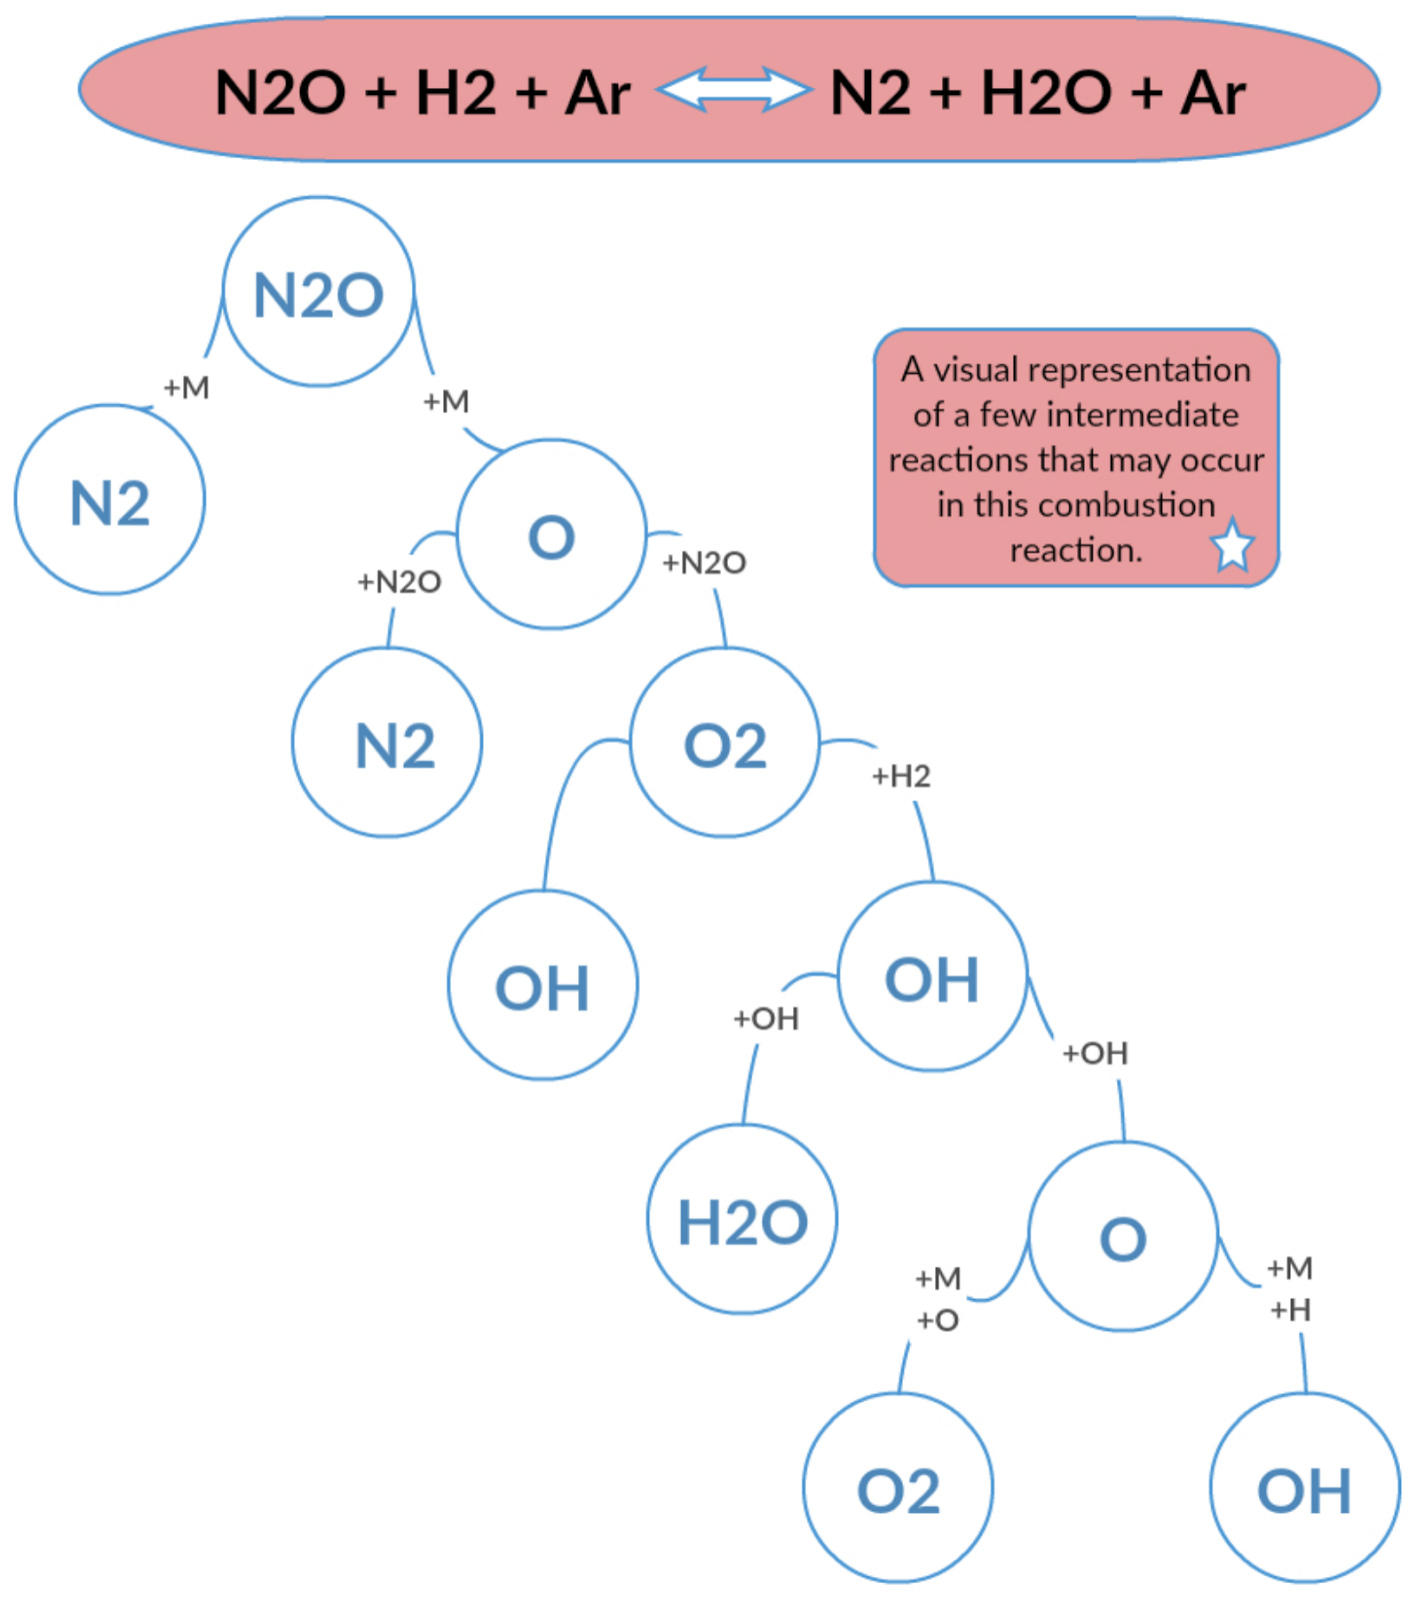 N2O + H2 + Ar ⟺ N2 + H2O + Ar
N2O
A visual representation
of a few intermediate
reactions that may occur
in this combustion
reaction.
+M
+M
N2
O
+N2O
+N2O
N2
O2
+H2
OH
OH
+OH
+OH
H2O
O
+M
+O
+M
+H
O2
OH